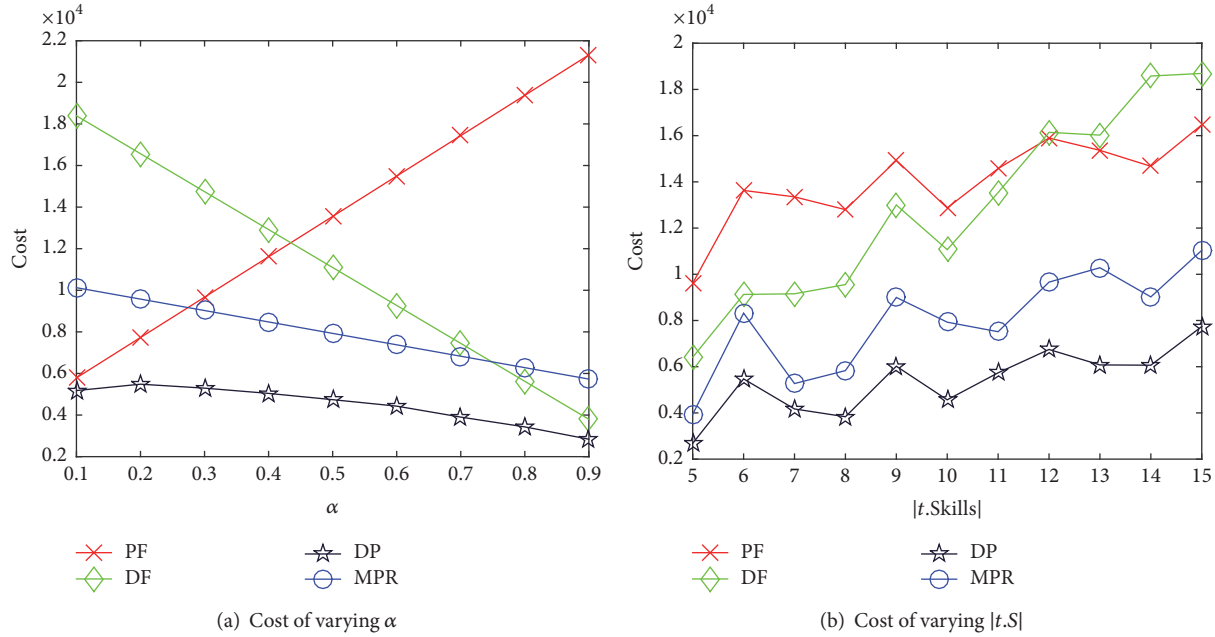 ×10⁴
2.2
2
1.8
1.6
1.4
1.2
1
0.8
0.6
0.4
0.2
Cost
0.1 0.2 0.3 0.4 0.5 0.6 0.7 0.8 0.9
α
PF DP
DF MPR
(a) Cost of varying α
×10⁴
2
1.8
1.6
1.4
1.2
1
0.8
0.6
0.4
0.2
Cost
5 6 7 8 9 10 11 12 13 14 15
|t.Skills|
PF DP
DF MPR
(b) Cost of varying |t.S|